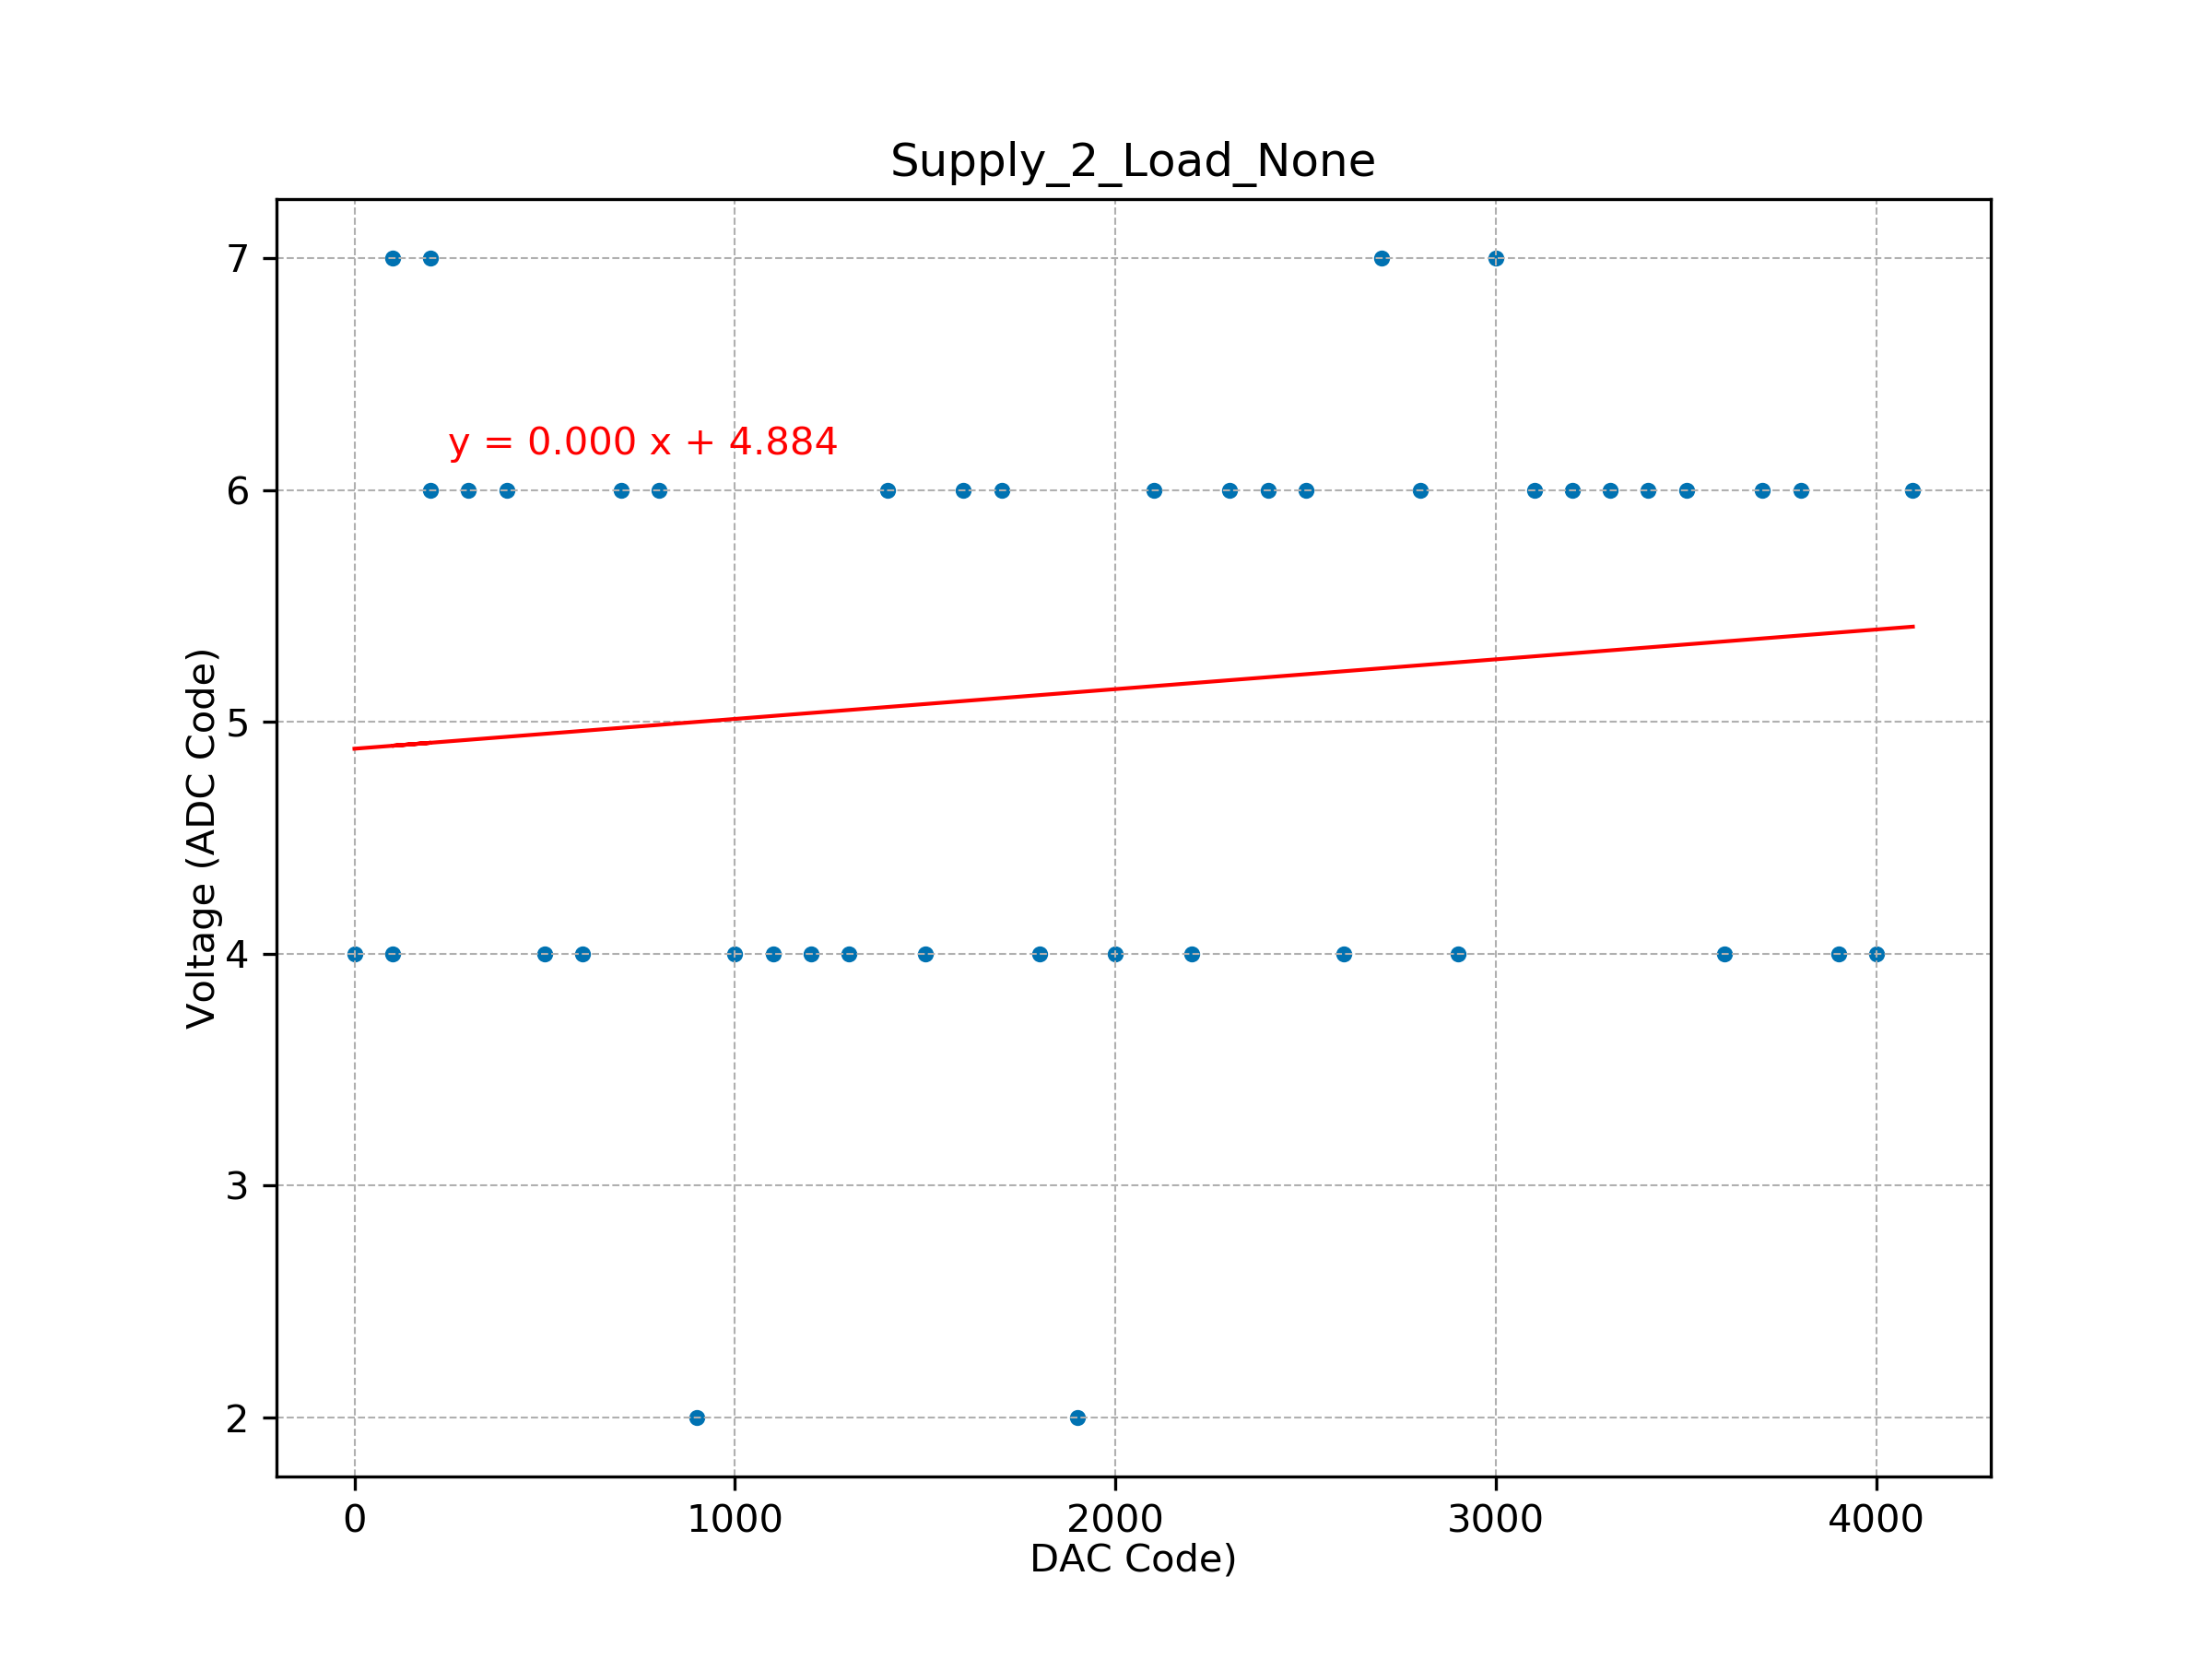 Supply_2_Load_None
7
6
5
4
3
2
y = 0.000 x + 4.884
Voltage (ADC Code)
0 1000 2000 3000 4000
DAC Code)